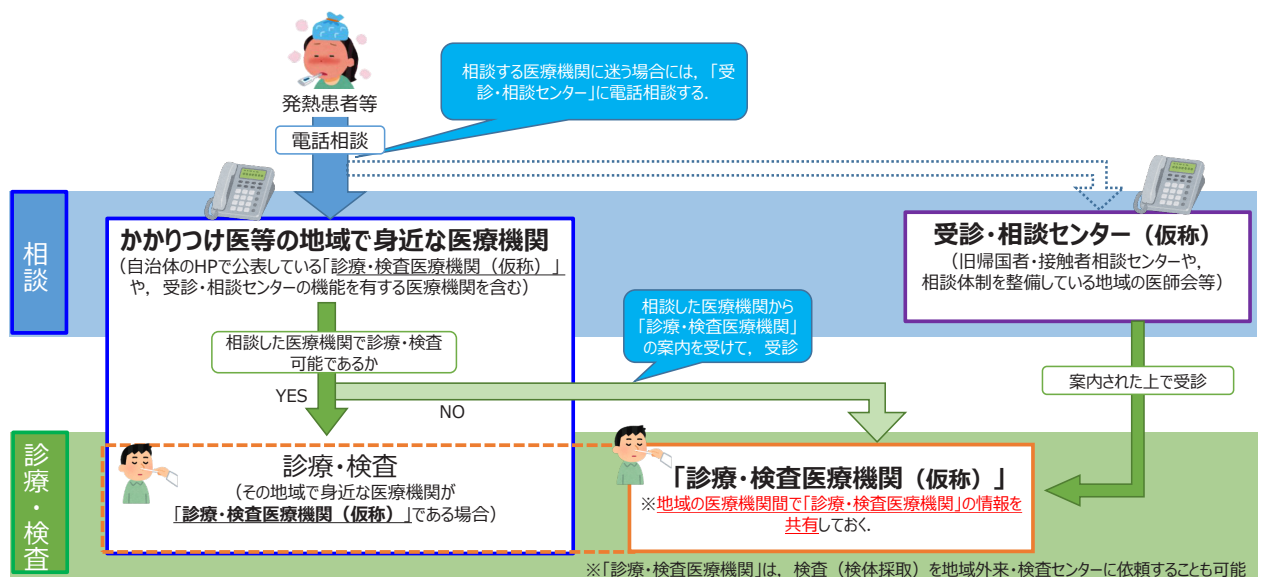 発熱患者等
電話相談
相談する医療機関に迷う場合には，「受
診・相談センター」に電話相談する．
相談
かかりつけ医等の地域で身近な医療機関
（自治体のHPで公表している「診療・検査医療機関（仮称）」
や，受診・相談センターの機能を有する医療機関を含む）
受診・相談センター（仮称）
（旧帰国者・接触者相談センターや，
相談体制を整備している地域の医師会等）
相談した医療機関で診療・検査
可能であるか
相談した医療機関から
「診療・検査医療機関」
の案内を受けて，受診
案内された上で受診
YES
NO
診療・検査
診療・検査
（その地域で身近な医療機関が
「診療・検査医療機関（仮称）」である場合）
「診療・検査医療機関（仮称）」
※地域の医療機関間で「診療・検査医療機関」の情報を
共有しておく．
※「診療・検査医療機関」は，検査（検体採取）を地域外来・検査センターに依頼することも可能